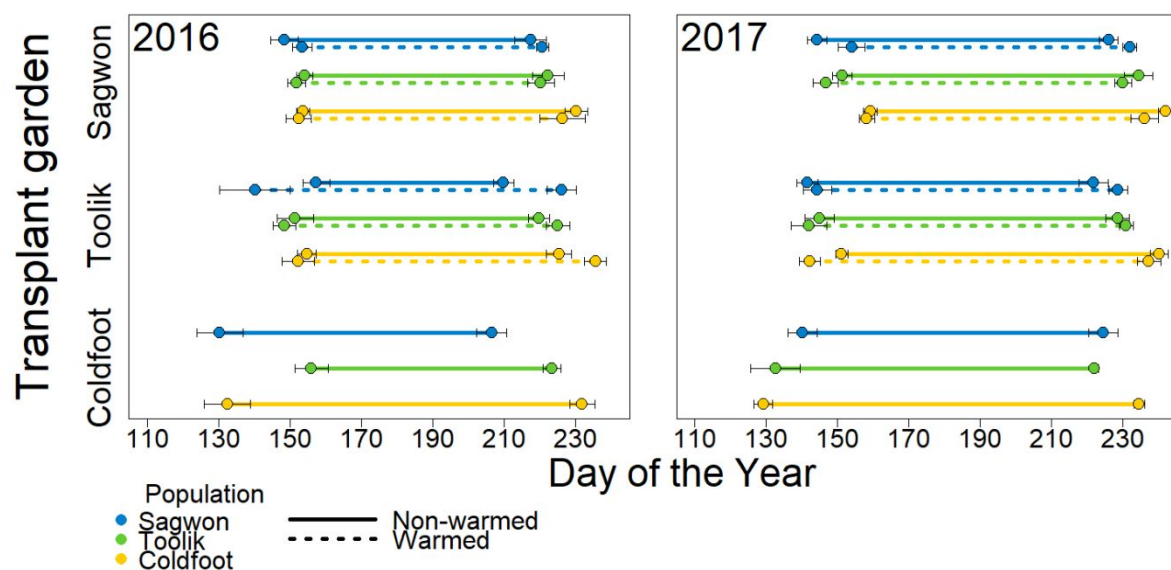 2016
2017
Transplant garden
Sagwon
Toolik
Coldfoot
110 130 150 170 190 210 230
110 130 150 170 190 210 230
Day of the Year
Population
Sagwon
Toolik
Coldfoot
Non-warmed
Warmed